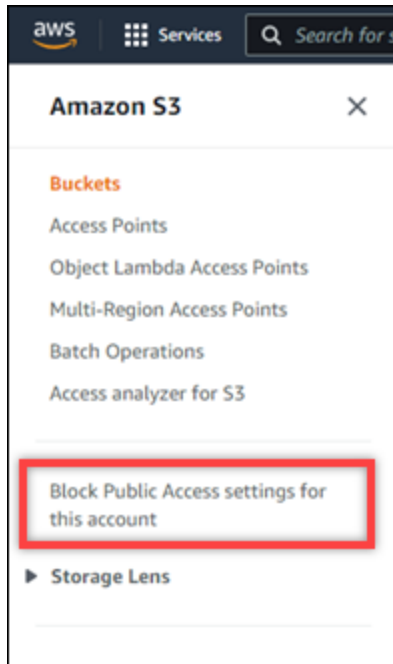 aws Services Search for s
Amazon S3
Buckets
Access Points
Object Lambda Access Points
Multi-Region Access Points
Batch Operations
Access analyzer for S3
Block Public Access settings for
this account
Storage Lens